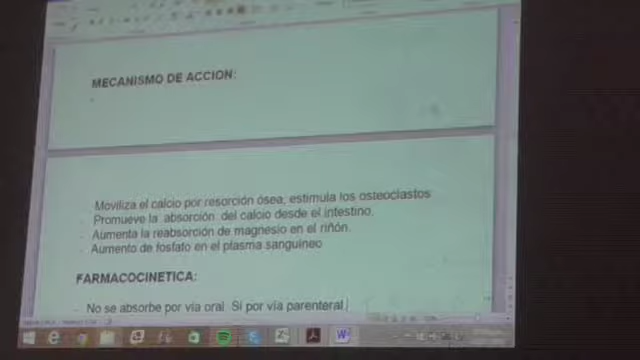 MECANISMO DE ACCION:
Moviliza el calcio por resorción ósea, estimula los osteoclastos
- Promueve la absorción del calcio desde el intestino.
- Aumenta la reabsorción de magnesio en el riñón.
- Aumento de fosfato en el plasma sanguíneo
FARMACOCINETICA:
- No se absorbe por vía oral Sí por vía parenteral